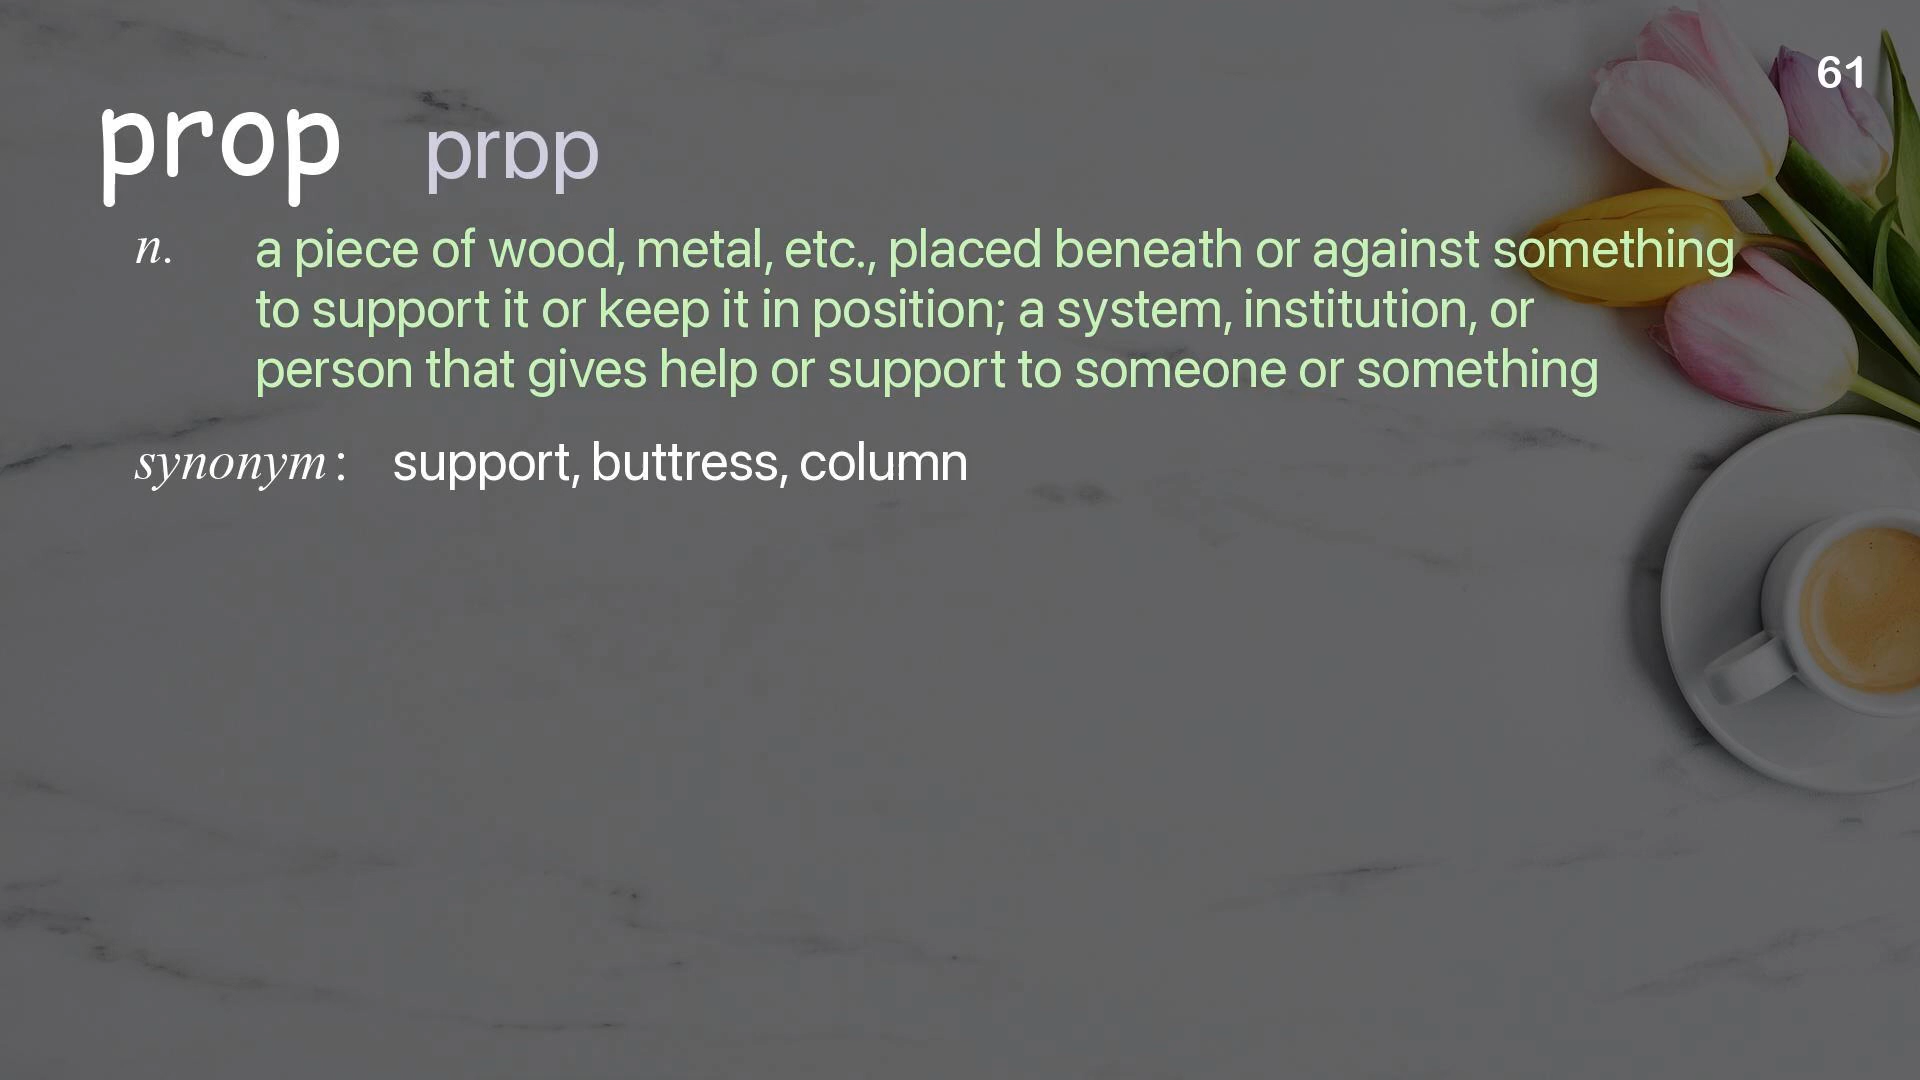 61
prop prɒp
n. a piece of wood, metal, etc., placed beneath or against something
to support it or keep it in position; a system, institution, or
person that gives help or support to someone or something
synonym: support, buttress, column